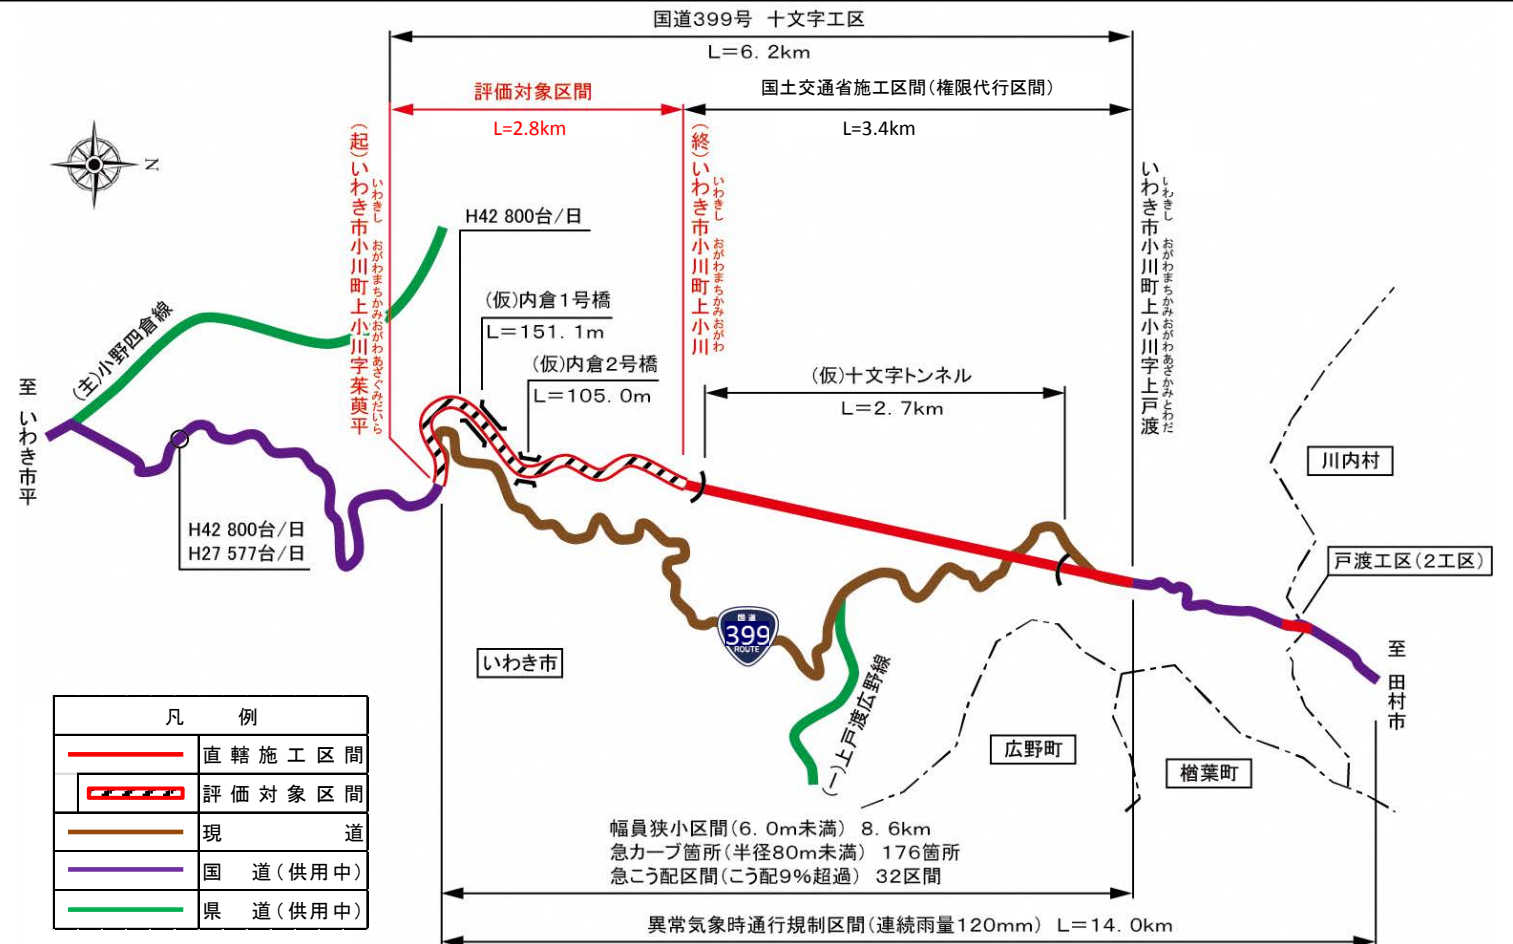 国道399号 十文字工区
L=6.2km
評価対象区間
L=2.8km
国土交通省施工区間(権限代行区間)
L=3.4km
N
(起)いわき市小川町上小川字茱萸平
いわきし おがわまちかみおがわあざぐみだいら
(終)いわき市小川町上小川
いわきし おがわまちかみおがわ
いわき市小川町上小川字上戸渡
いわきし おがわまちかみおがわあざかみとわだ
H42 800台/日
(仮)内倉1号橋
L=151.1m
(仮)内倉2号橋
L=105.0m
(仮)十文字トンネル
L=2.7km
(主)小野四倉線
至 いわき市平
H42 800台/日
H27 577台/日
川内村
戸渡工区(2工区)
国道
399
ROUTE
いわき市
(一)上戸渡広野線
広野町
楢葉町
至 田村市
凡 例
直轄施工区間
評価対象区間
現 道
国 道(供用中)
県 道(供用中)
幅員狭小区間(6.0m未満) 8.6km
急カーブ箇所(半径80m未満) 176箇所
急こう配区間(こう配9%超過) 32区間
異常気象時通行規制区間(連続雨量120mm) L=14.0km